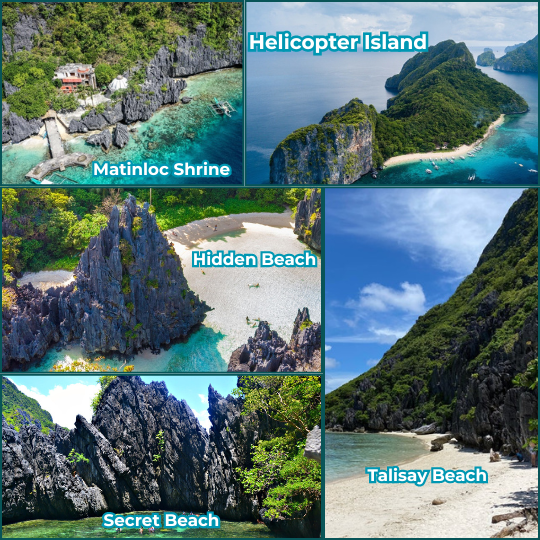 Matinloc Shrine
Helicopter Island
Hidden Beach
Talisay Beach
Secret Beach